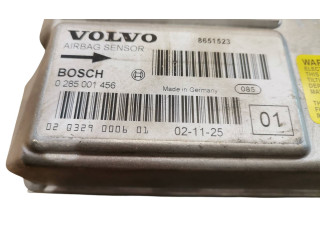 VOLVO
8651523
AIRBAG SENSOR
BOSCH
0 285 001 456
Made in Germany
085
02 0329 0006 01
02-11-25
01